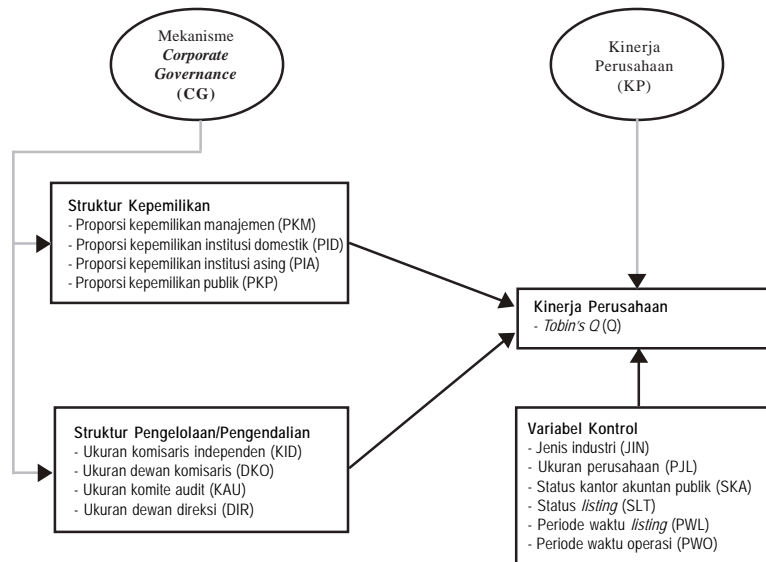 Mekanisme
Corporate
Governance
(CG)
Kinerja
Perusahaan
(KP)
Struktur Kepemilikan
- Proporsi kepemilikan manajemen (PKM)
- Proporsi kepemilikan institusi domestik (PID)
- Proporsi kepemilikan institusi asing (PIA)
- Proporsi kepemilikan publik (PKP)
Kinerja Perusahaan
- Tobin's Q (Q)
Struktur Pengelolaan/Pengendalian
- Ukuran komisaris independen (KID)
- Ukuran dewan komisaris (DKO)
- Ukuran komite audit (KAU)
- Ukuran dewan direksi (DIR)
Variabel Kontrol
- Jenis industri (JIN)
- Ukuran perusahaan (PJL)
- Status kantor akuntan publik (SKA)
- Status listing (SLT)
- Periode waktu listing (PWL)
- Periode waktu operasi (PWO)